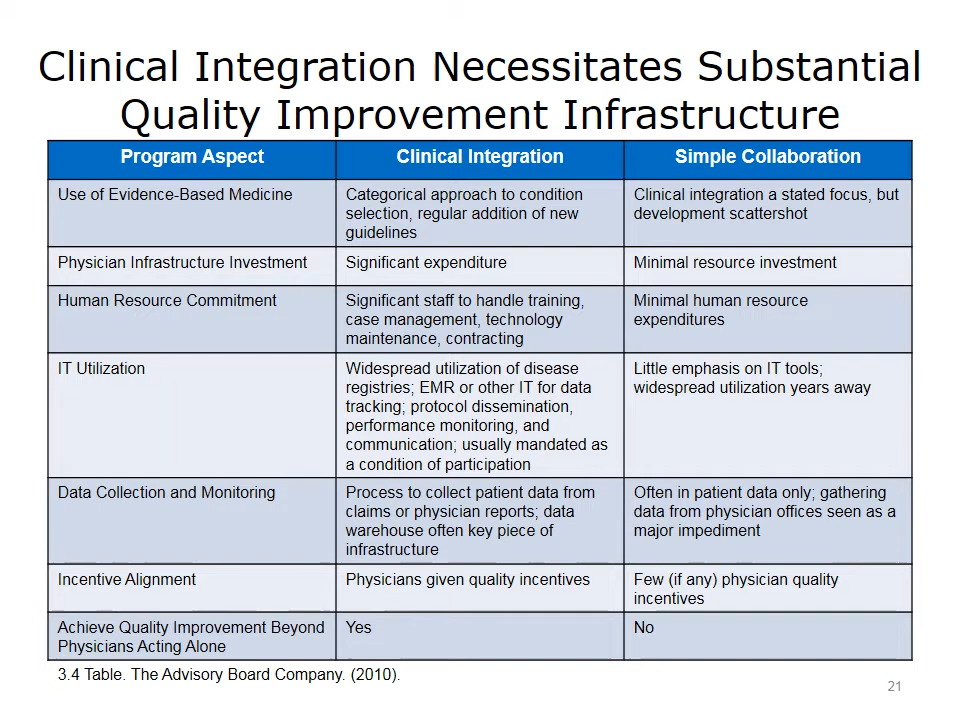 Clinical Integration Necessitates Substantial
Quality Improvement Infrastructure
Program Aspect
Clinical Integration
Simple Collaboration
Use of Evidence-Based Medicine
Categorical approach to condition
selection, regular addition of new
guidelines
Clinical integration a stated focus, but
development scattershot
Physician Infrastructure Investment
Significant expenditure
Minimal resource investment
Human Resource Commitment
Significant staff to handle training,
case management, technology
maintenance, contracting
Minimal human resource
expenditures
IT Utilization
Widespread utilization of disease
registries; EMR or other IT for data
tracking; protocol dissemination,
performance monitoring, and
communication; usually mandated as
a condition of participation
Little emphasis on IT tools;
widespread utilization years away
Data Collection and Monitoring
Process to collect patient data from
claims or physician reports; data
warehouse often key piece of
infrastructure
Often in patient data only; gathering
data from physician offices seen as a
major impediment
Incentive Alignment
Physicians given quality incentives
Few (if any) physician quality
incentives
Achieve Quality Improvement Beyond
Physicians Acting Alone
Yes
No
3.4 Table. The Advisory Board Company. (2010).
21